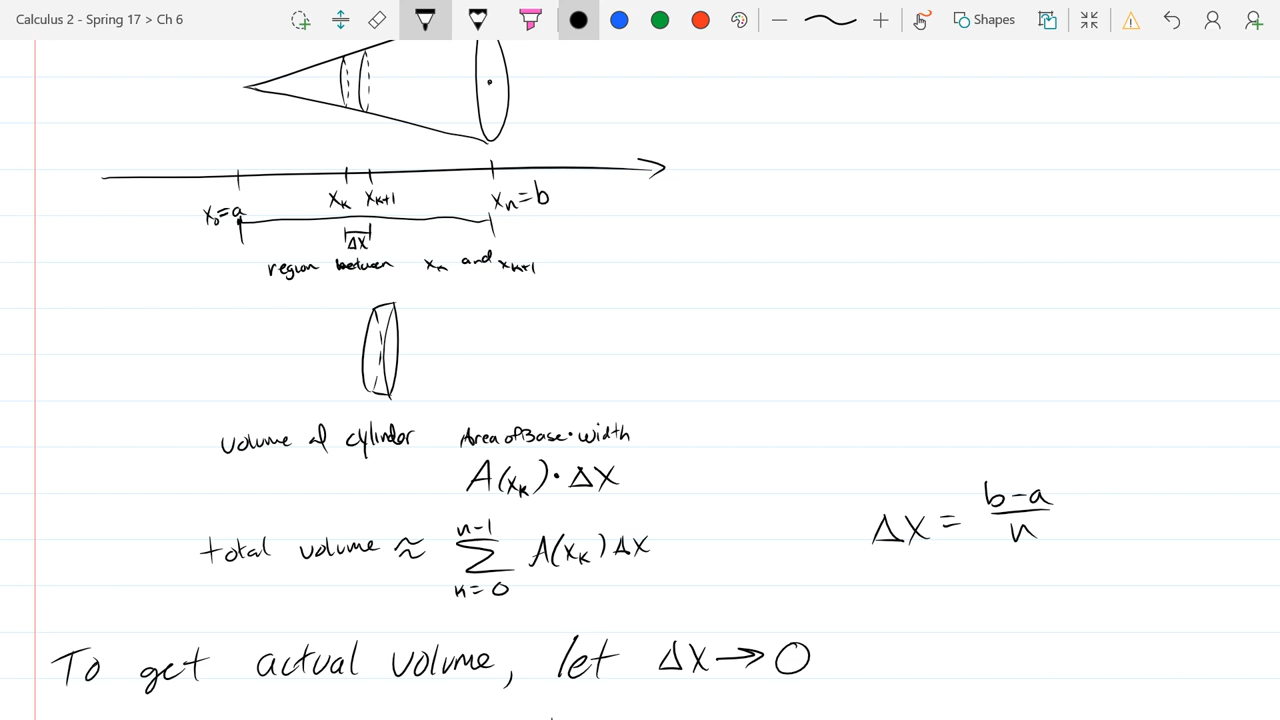 Calculus 2 - Spring 17 > Ch 6
Shapes
x₀=a xₖ xₖ₊₁ xₙ=b
Δx
region between xₖ and xₖ₊₁
volume of cylinder Area of Base · width
A(xₖ)·Δx
Δx = (b-a)/n
total volume ≈ ∑ₖ₌₀ⁿ⁻¹ A(xₖ)Δx
To get actual volume, let Δx→0